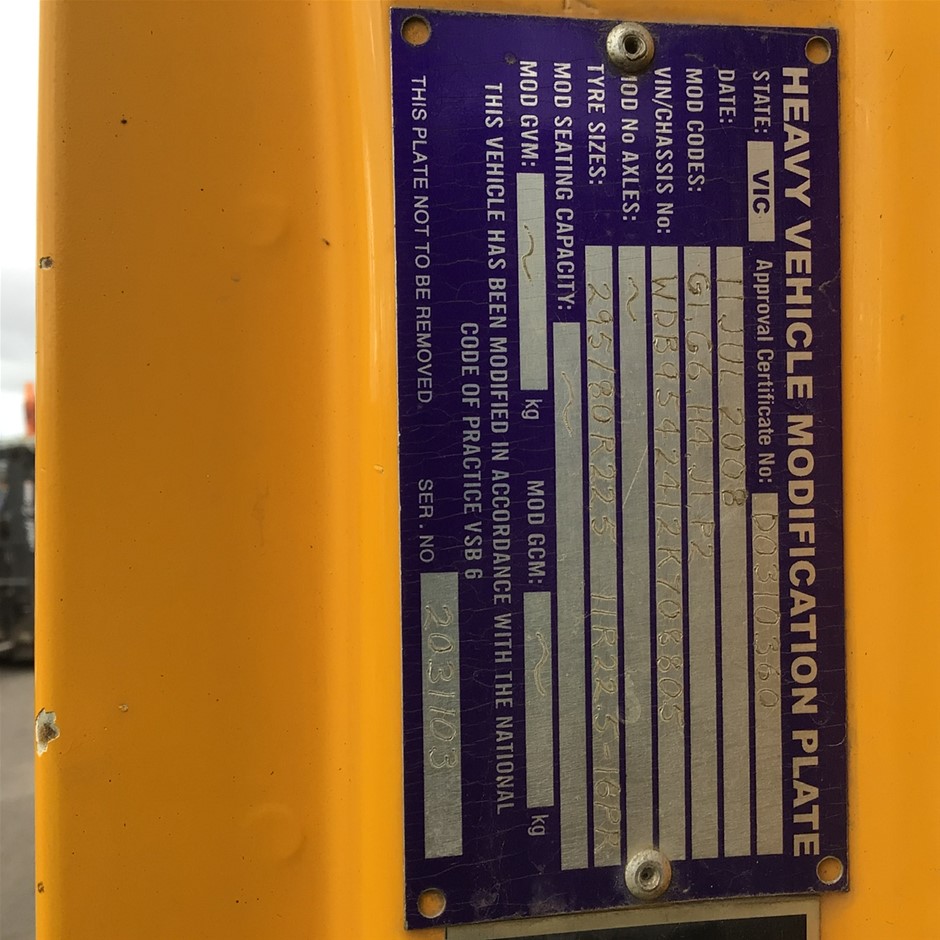 HEAVY VEHICLE MODIFICATION PLATE
STATE: VIC Approval Certificate No: D0310360
DATE: 11 JUL 2008
MOD CODES: G1, G6, H4, J1, P2
VIN/CHASSIS No: WDB9542412K708805
MOD No AXLES: ~
TYRE SIZES: 295/80R22.5 11R22.5-16PR
MOD SEATING CAPACITY: ~
MOD GVM: ~ kg MOD GCM: ~ kg
THIS VEHICLE HAS BEEN MODIFIED IN ACCORDANCE WITH THE NATIONAL
CODE OF PRACTICE VSB 6
THIS PLATE NOT TO BE REMOVED SER. NO 2031103